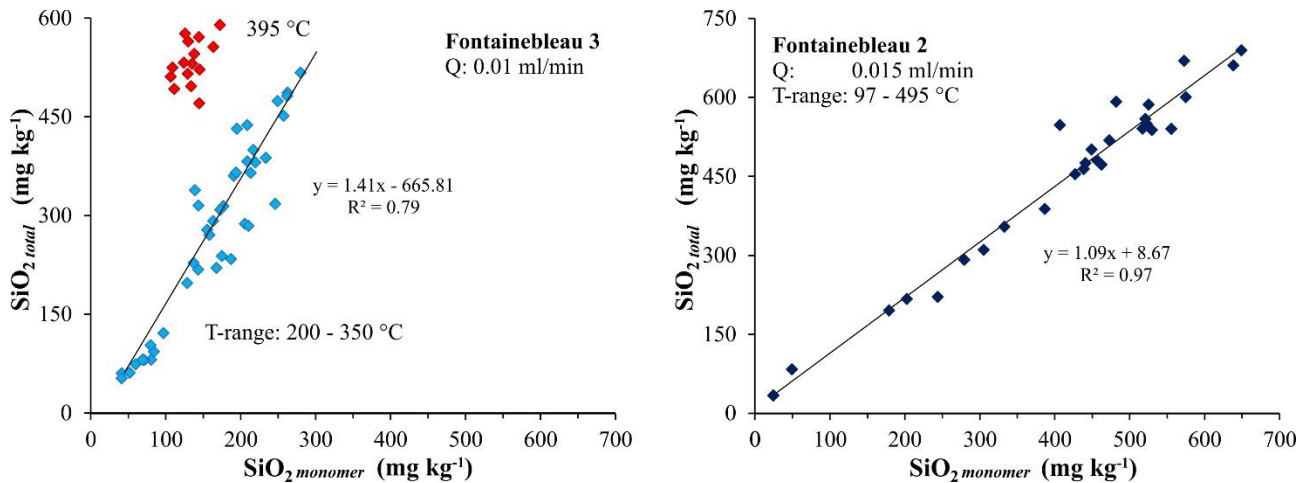 395 °C
Fontainebleau 3
Q: 0.01 ml/min
y = 1.41x - 665.81
R² = 0.79
T-range: 200 - 350 °C
600
450
300
150
0
0 100 200 300 400 500 600 700
SiO₂ total (mg kg⁻¹)
SiO₂ monomer (mg kg⁻¹)
Fontainebleau 2
Q: 0.015 ml/min
T-range: 97 - 495 °C
y = 1.09x + 8.67
R² = 0.97
750
600
450
300
150
0
0 100 200 300 400 500 600 700
SiO₂ total (mg kg⁻¹)
SiO₂ monomer (mg kg⁻¹)